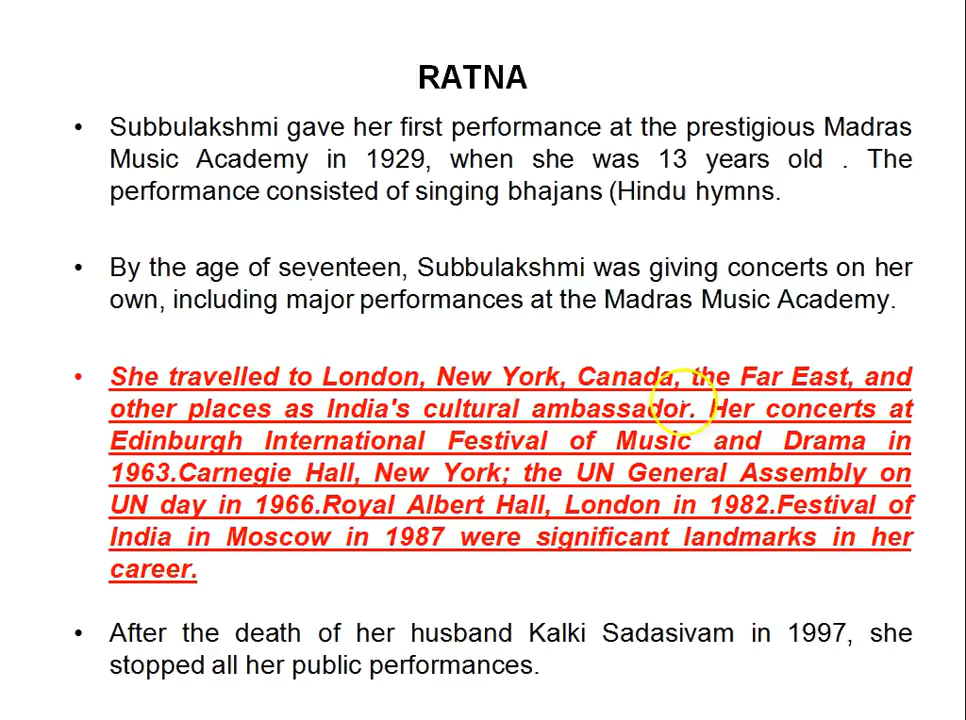 RATNA
• Subbulakshmi gave her first performance at the prestigious Madras
Music Academy in 1929, when she was 13 years old . The
performance consisted of singing bhajans (Hindu hymns.
• By the age of seventeen, Subbulakshmi was giving concerts on her
own, including major performances at the Madras Music Academy.
• She travelled to London, New York, Canada, the Far East, and
other places as India's cultural ambassador. Her concerts at
Edinburgh International Festival of Music and Drama in
1963.Carnegie Hall, New York; the UN General Assembly on
UN day in 1966.Royal Albert Hall, London in 1982.Festival of
India in Moscow in 1987 were significant landmarks in her
career.
• After the death of her husband Kalki Sadasivam in 1997, she
stopped all her public performances.